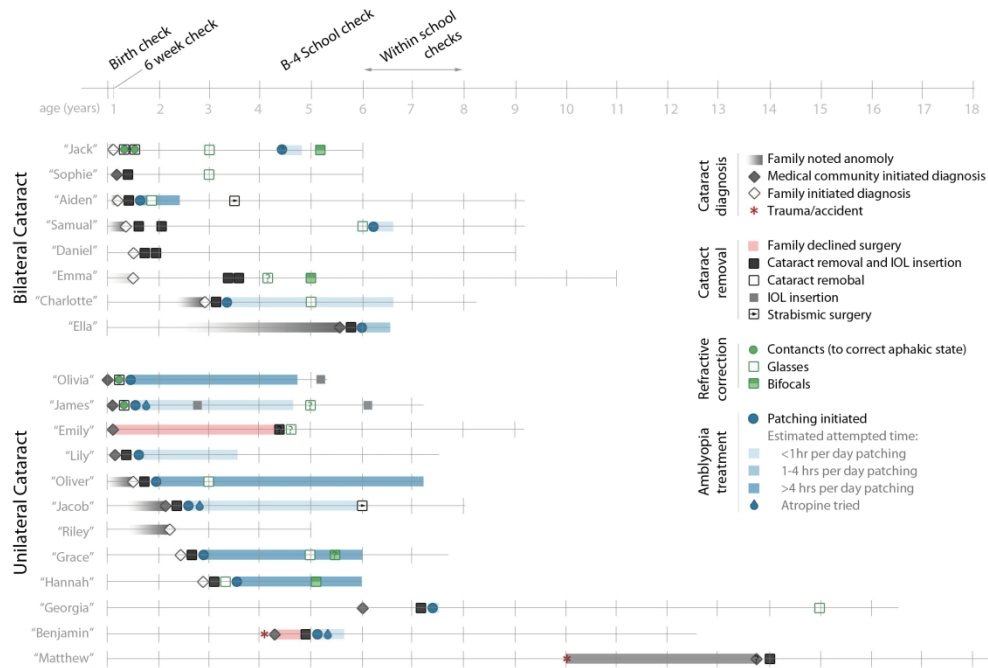 Birth check
6 week check
B-4 School check
Within school
checks
age (years) 1 2 3 4 5 6 7 8 9 10 11 12 13 14 15 16 17 18
Bilateral Cataract
“Jack”
“Sophie”
“Aiden”
“Samual”
“Daniel”
“Emma” ?
“Charlotte”
“Ella”
Unilateral Cataract
“Olivia”
“James” ?
“Emily” ?
“Lily”
“Oliver”
“Jacob”
“Riley”
“Grace”
“Hannah”
“Georgia”
“Benjamin”
“Matthew”
Cataract
diagnosis
Family noted anomoly
Medical community initiated diagnosis
Family initiated diagnosis
Trauma/accident
Cataract
removal
Family declined surgery
Cataract removal and IOL insertion
Cataract remobal
IOL insertion
Strabismic surgery
Refractive
correction
Contancts (to correct aphakic state)
Glasses
Bifocals
Amblyopia
treatment
Patching initiated
Estimated attempted time:
<1hr per day patching
1-4 hrs per day patching
>4 hrs per day patching
Atropine tried